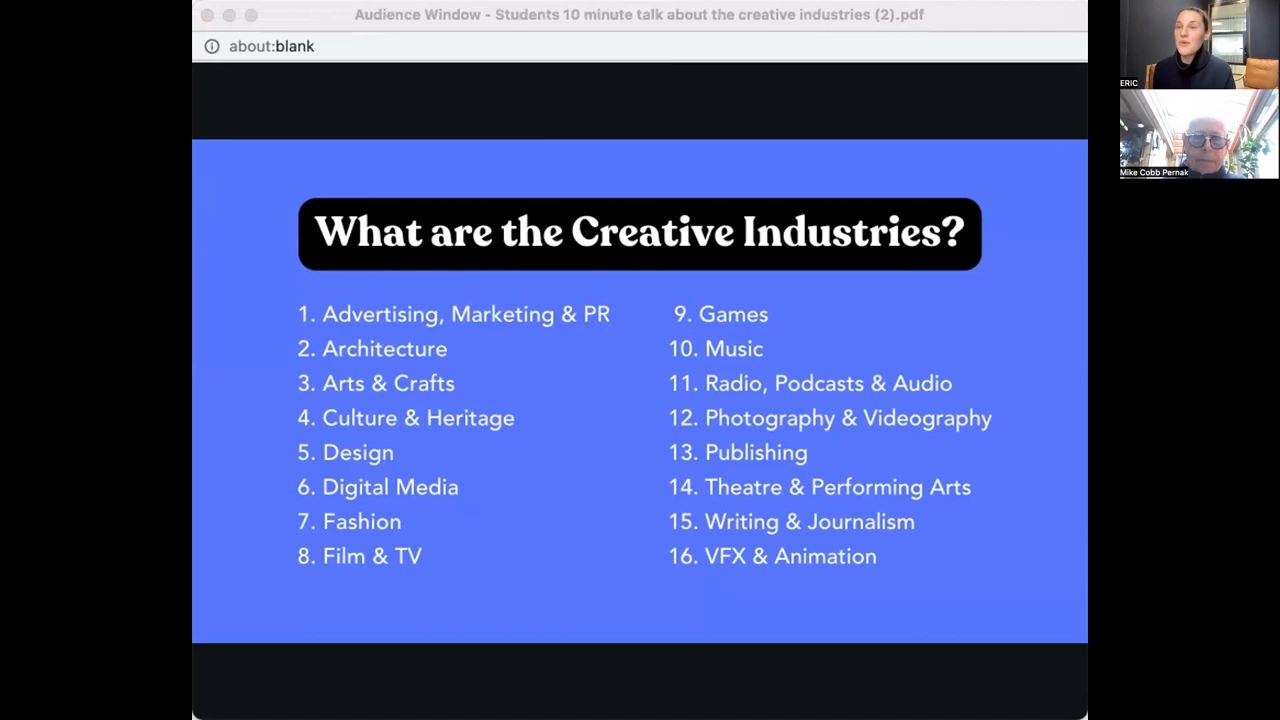 Audience Window - Students 10 minute talk about the creative industries (2).pdf
about:blank
What are the Creative Industries?
1. Advertising, Marketing & PR
2. Architecture
3. Arts & Crafts
4. Culture & Heritage
5. Design
6. Digital Media
7. Fashion
8. Film & TV
9. Games
10. Music
11. Radio, Podcasts & Audio
12. Photography & Videography
13. Publishing
14. Theatre & Performing Arts
15. Writing & Journalism
16. VFX & Animation
ERIC
Mike Cobb Pernak